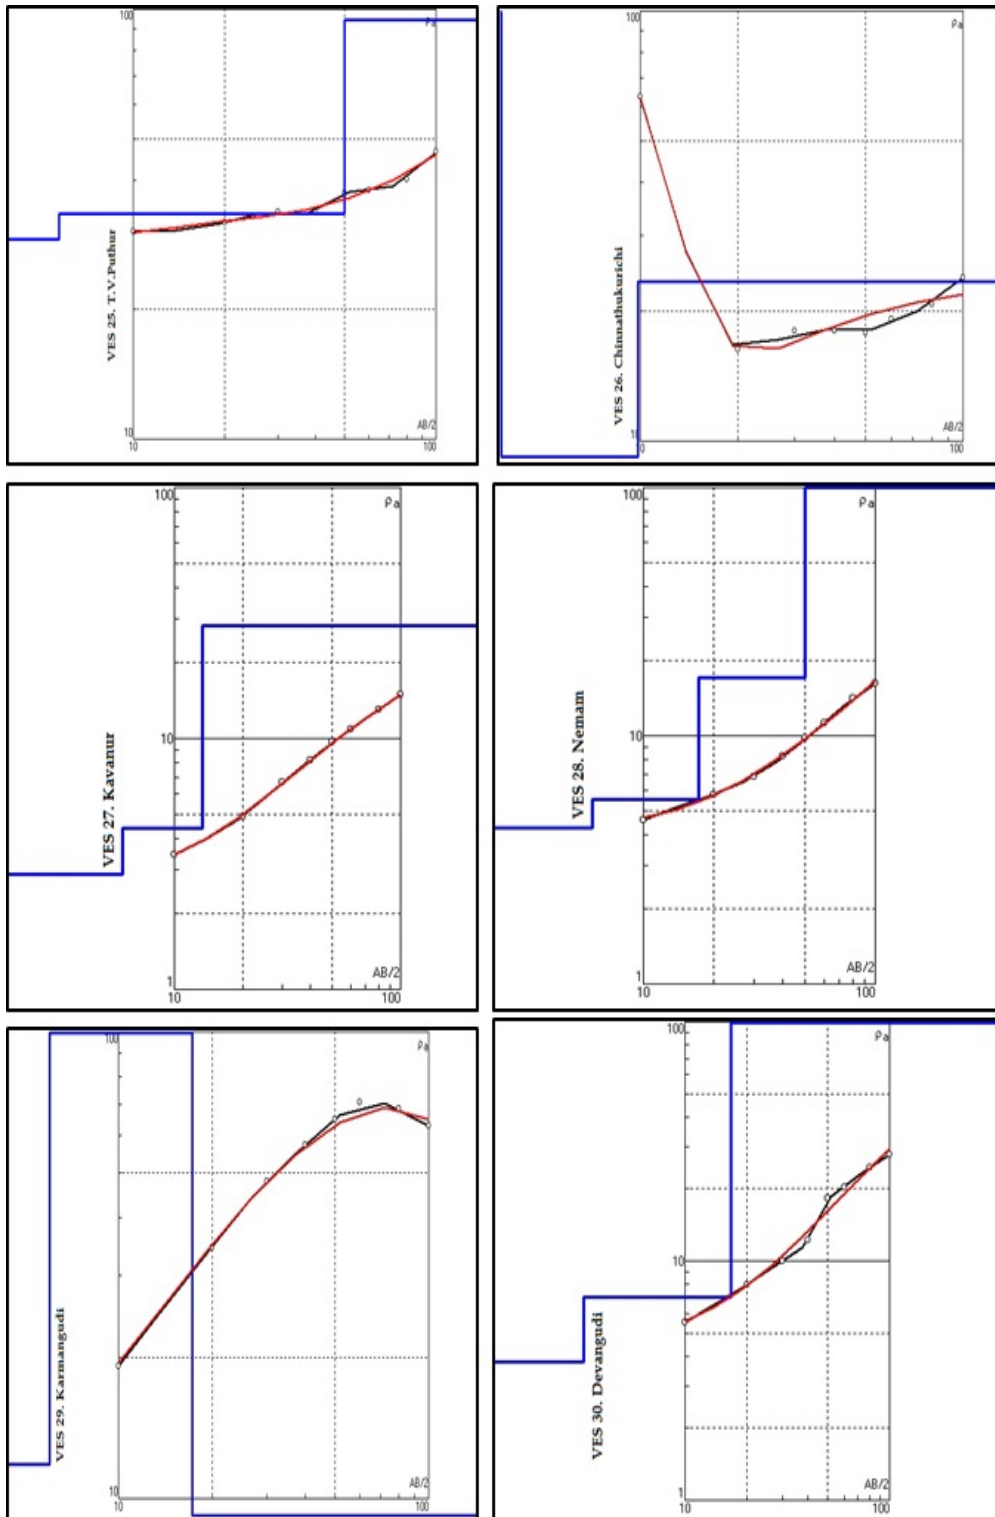 100
ρa
VES 25. T.V.Puthur
10
AB/2
10
100
100
ρa
VES 26. Chinnathukurichi
AB/2
100
100
ρa
10
VES 27. Kavanur
1
AB/2
10
100
100
ρa
10
VES 28. Nemam
1
AB/2
10
100
100
ρa
VES 29. Karmangudi
10
AB/2
10
100
100
ρa
10
VES 30. Devangudi
1
AB/2
10
100